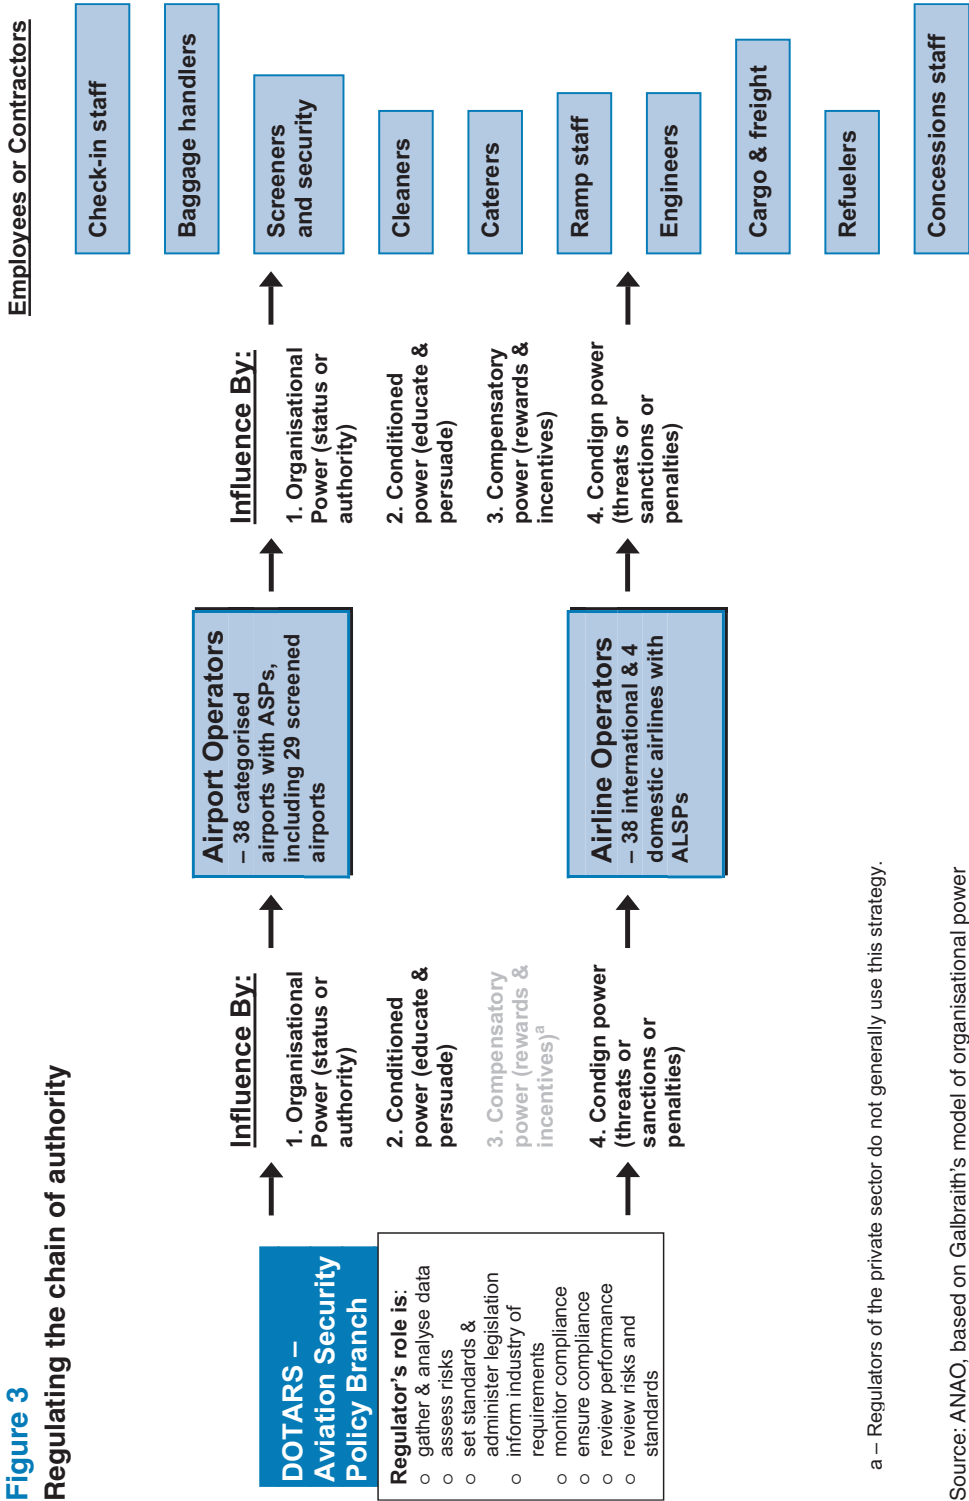 Figure 3
Regulating the chain of authority
DOTARS –
Aviation Security
Policy Branch
Regulator's role is:
○ gather & analyse data
○ assess risks
○ set standards &
administer legislation
○ inform industry of
requirements
○ monitor compliance
○ ensure compliance
○ review performance
○ review risks and
standards
Influence By:
1. Organisational
Power (status or
authority)
2. Conditioned
power (educate &
persuade)
3. Compensatory
power (rewards &
incentives)a
4. Condign power
(threats or
sanctions or
penalties)
Airport Operators
– 38 categorised
airports with ASPs,
including 29 screened
airports
Airline Operators
– 38 international & 4
domestic airlines with
ALSPs
Influence By:
1. Organisational
Power (status or
authority)
2. Conditioned
power (educate &
persuade)
3. Compensatory
power (rewards &
incentives)
4. Condign power
(threats or
sanctions or
penalties)
Employees or Contractors
Check-in staff
Baggage handlers
Screeners
and security
Cleaners
Caterers
Ramp staff
Engineers
Cargo & freight
Refuelers
Concessions staff
a – Regulators of the private sector do not generally use this strategy.
Source: ANAO, based on Galbraith's model of organisational power